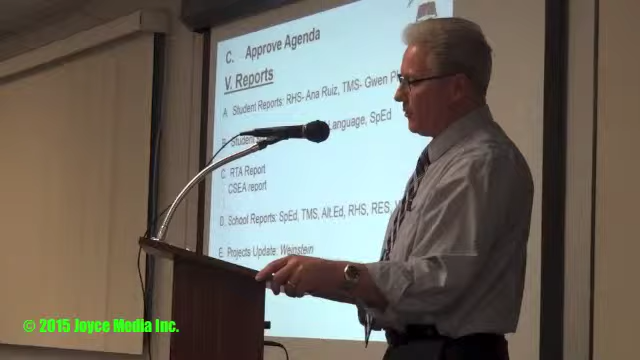 C. Approve Agenda
V. Reports
A. Student Reports: RHS- Ana Ruiz, TMS- Gwen
B. Student Language, SpEd
C. RTA Report
CSEA report
D. School Reports: SpEd, TMS, Alt.Ed, RHS, RES,
E. Projects Update: Weinstein
© 2015 Joyce Media Inc.